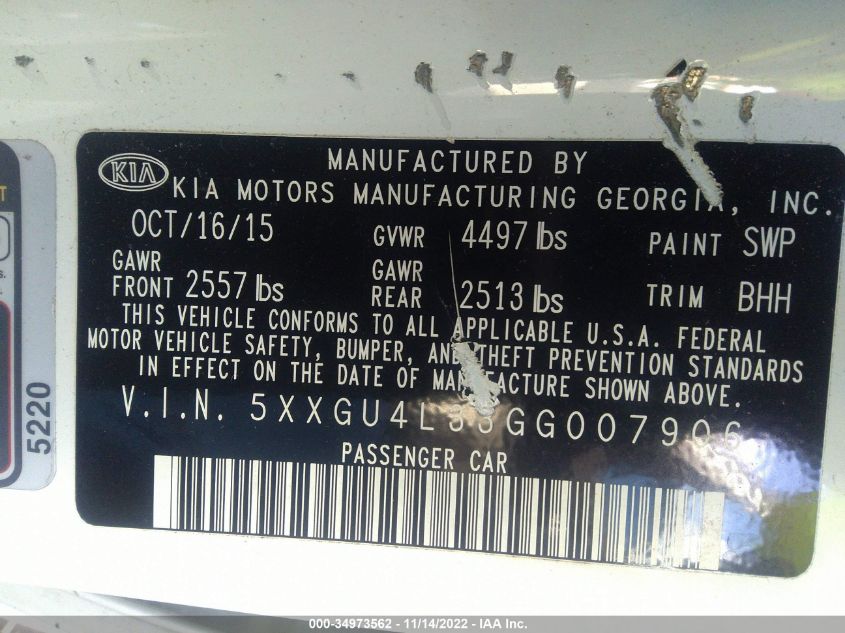 KIA
MANUFACTURED BY
KIA MOTORS MANUFACTURING GEORGIA, INC.
OCT/16/15 GVWR 4497 lbs PAINT SWP
GAWR FRONT 2557 lbs GAWR REAR 2513 lbs TRIM BHH
THIS VEHICLE CONFORMS TO ALL APPLICABLE U.S.A. FEDERAL
MOTOR VEHICLE SAFETY, BUMPER, AND THEFT PREVENTION STANDARDS
IN EFFECT ON THE DATE OF MANUFACTURE SHOWN ABOVE.
V.I.N. 5XXGU4L33GG007906
PASSENGER CAR
5220
000-34973562 - 11/14/2022 - IAA Inc.